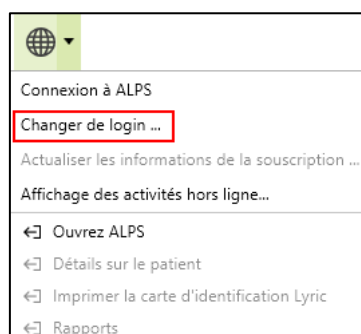 Connexion à ALPS
Changer de login ...
Actualiser les informations de la souscription ...
Affichage des activités hors ligne...
Ouvrez ALPS
Détails sur le patient
Imprimer la carte d'identification Lyric
Rapports